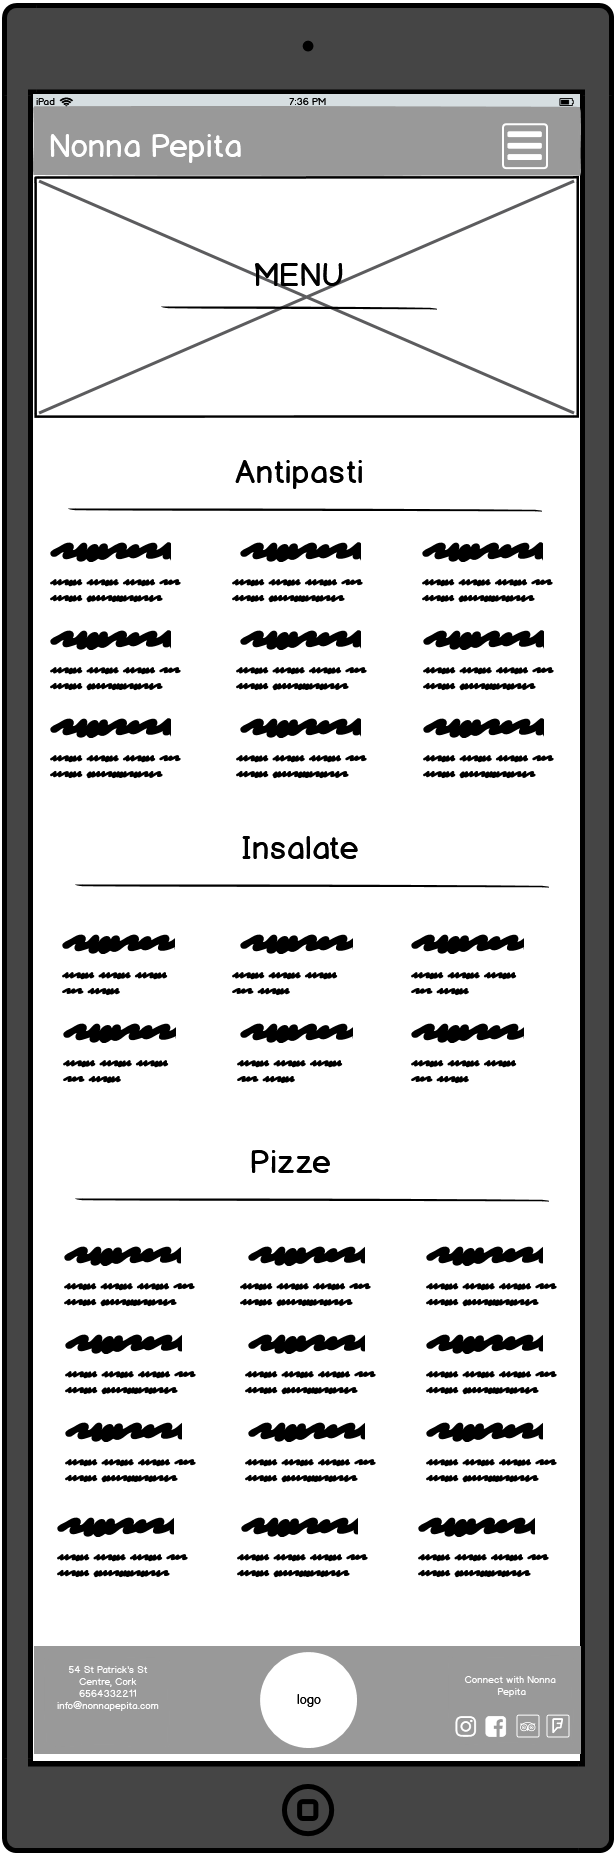 iPad
7:36 PM
Nonna Pepita
MENU
Antipasti
Insalate
Pizze
54 St Patrick's St
Centre, Cork
6564332211
info@nonnapepita.com
logo
Connect with Nonna
Pepita